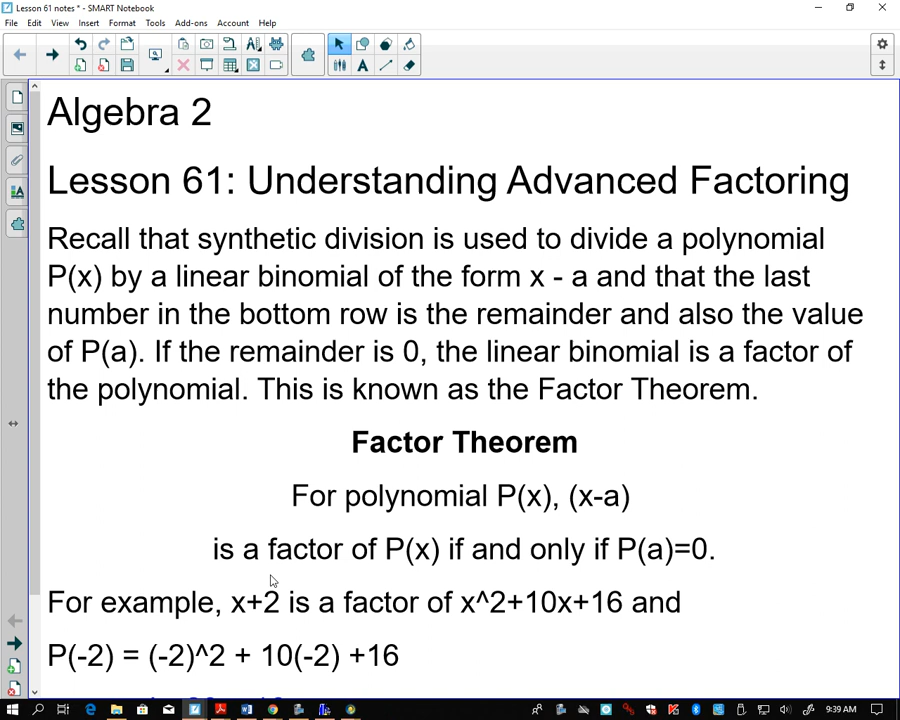 Lesson 61 notes * - SMART Notebook
File Edit View Insert Format Tools Add-ons Account Help
Algebra 2
Lesson 61: Understanding Advanced Factoring
Recall that synthetic division is used to divide a polynomial
P(x) by a linear binomial of the form x - a and that the last
number in the bottom row is the remainder and also the value
of P(a). If the remainder is 0, the linear binomial is a factor of
the polynomial. This is known as the Factor Theorem.
Factor Theorem
For polynomial P(x), (x-a)
is a factor of P(x) if and only if P(a)=0.
For example, x+2 is a factor of x^2+10x+16 and
P(-2) = (-2)^2 + 10(-2) +16
9:39 AM